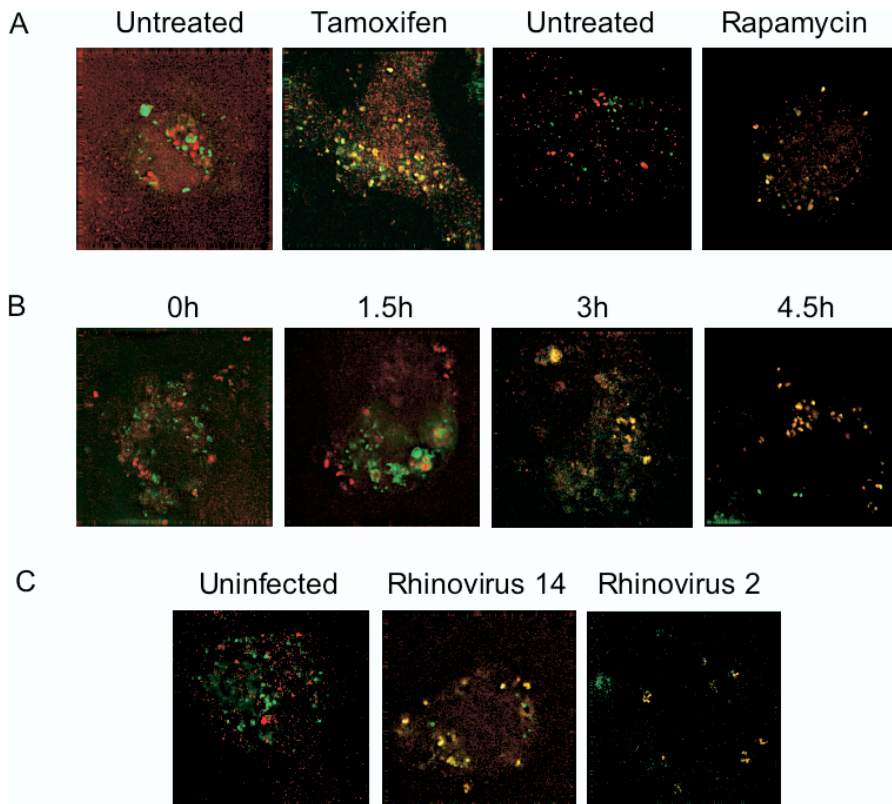 A
Untreated Tamoxifen Untreated Rapamycin
B
0h 1.5h 3h 4.5h
C
Uninfected Rhinovirus 14 Rhinovirus 2